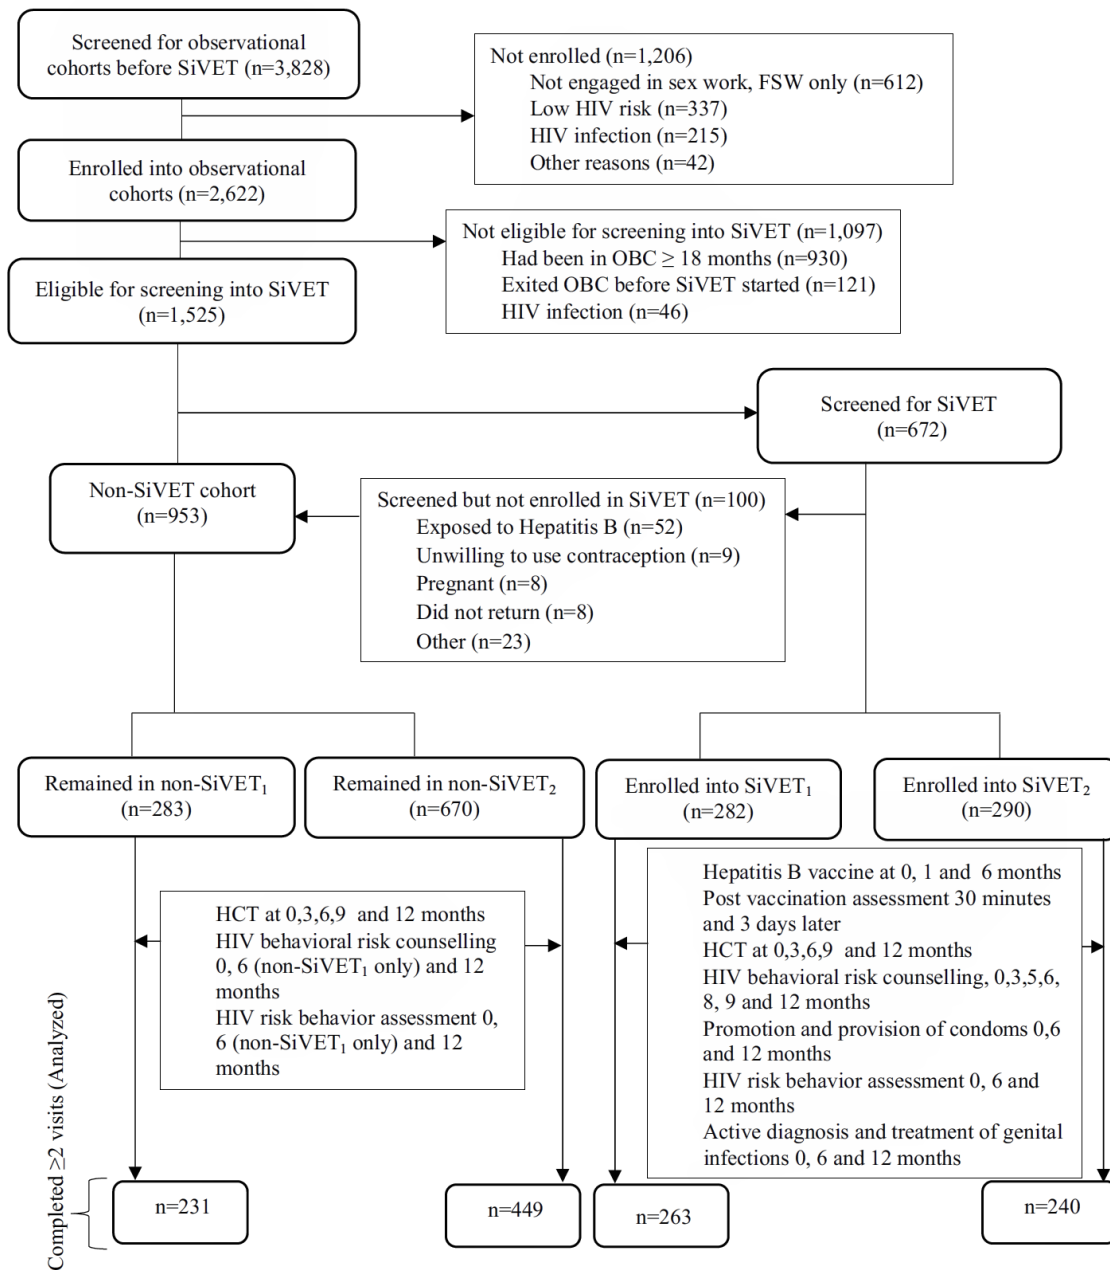 Screened for observational
cohorts before SiVET (n=3,828)
Not enrolled (n=1,206)
Not engaged in sex work, FSW only (n=612)
Low HIV risk (n=337)
HIV infection (n=215)
Other reasons (n=42)
Enrolled into observational
cohorts (n=2,622)
Not eligible for screening into SiVET (n=1,097)
Had been in OBC ≥ 18 months (n=930)
Exited OBC before SiVET started (n=121)
HIV infection (n=46)
Eligible for screening into SiVET
(n=1,525)
Screened for SiVET
(n=672)
Non-SiVET cohort
(n=953)
Screened but not enrolled in SiVET (n=100)
Exposed to Hepatitis B (n=52)
Unwilling to use contraception (n=9)
Pregnant (n=8)
Did not return (n=8)
Other (n=23)
Remained in non-SiVET₁
(n=283)
Remained in non-SiVET₂
(n=670)
Enrolled into SiVET₁
(n=282)
Enrolled into SiVET₂
(n=290)
HCT at 0,3,6,9 and 12 months
HIV behavioral risk counselling
0, 6 (non-SiVET₁ only) and 12
months
HIV risk behavior assessment 0,
6 (non-SiVET₁ only) and 12
months
Hepatitis B vaccine at 0, 1 and 6 months
Post vaccination assessment 30 minutes
and 3 days later
HCT at 0,3,6,9 and 12 months
HIV behavioral risk counselling, 0,3,5,6,
8, 9 and 12 months
Promotion and provision of condoms 0,6
and 12 months
HIV risk behavior assessment 0, 6 and
12 months
Active diagnosis and treatment of genital
infections 0, 6 and 12 months
Completed ≥2 visits (Analyzed)
n=231
n=449
n=263
n=240